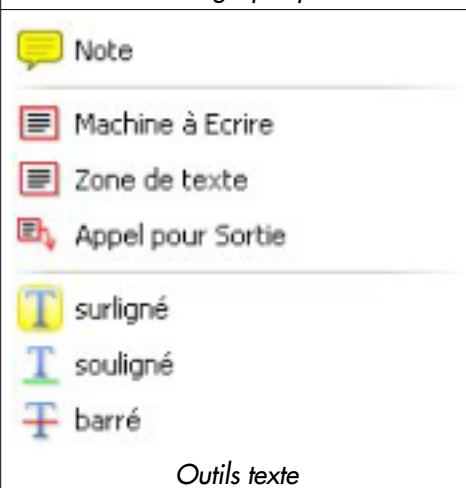 Note
Machine à Ecrire
Zone de texte
Appel pour Sortie
surligné
souligné
barré
Outils texte